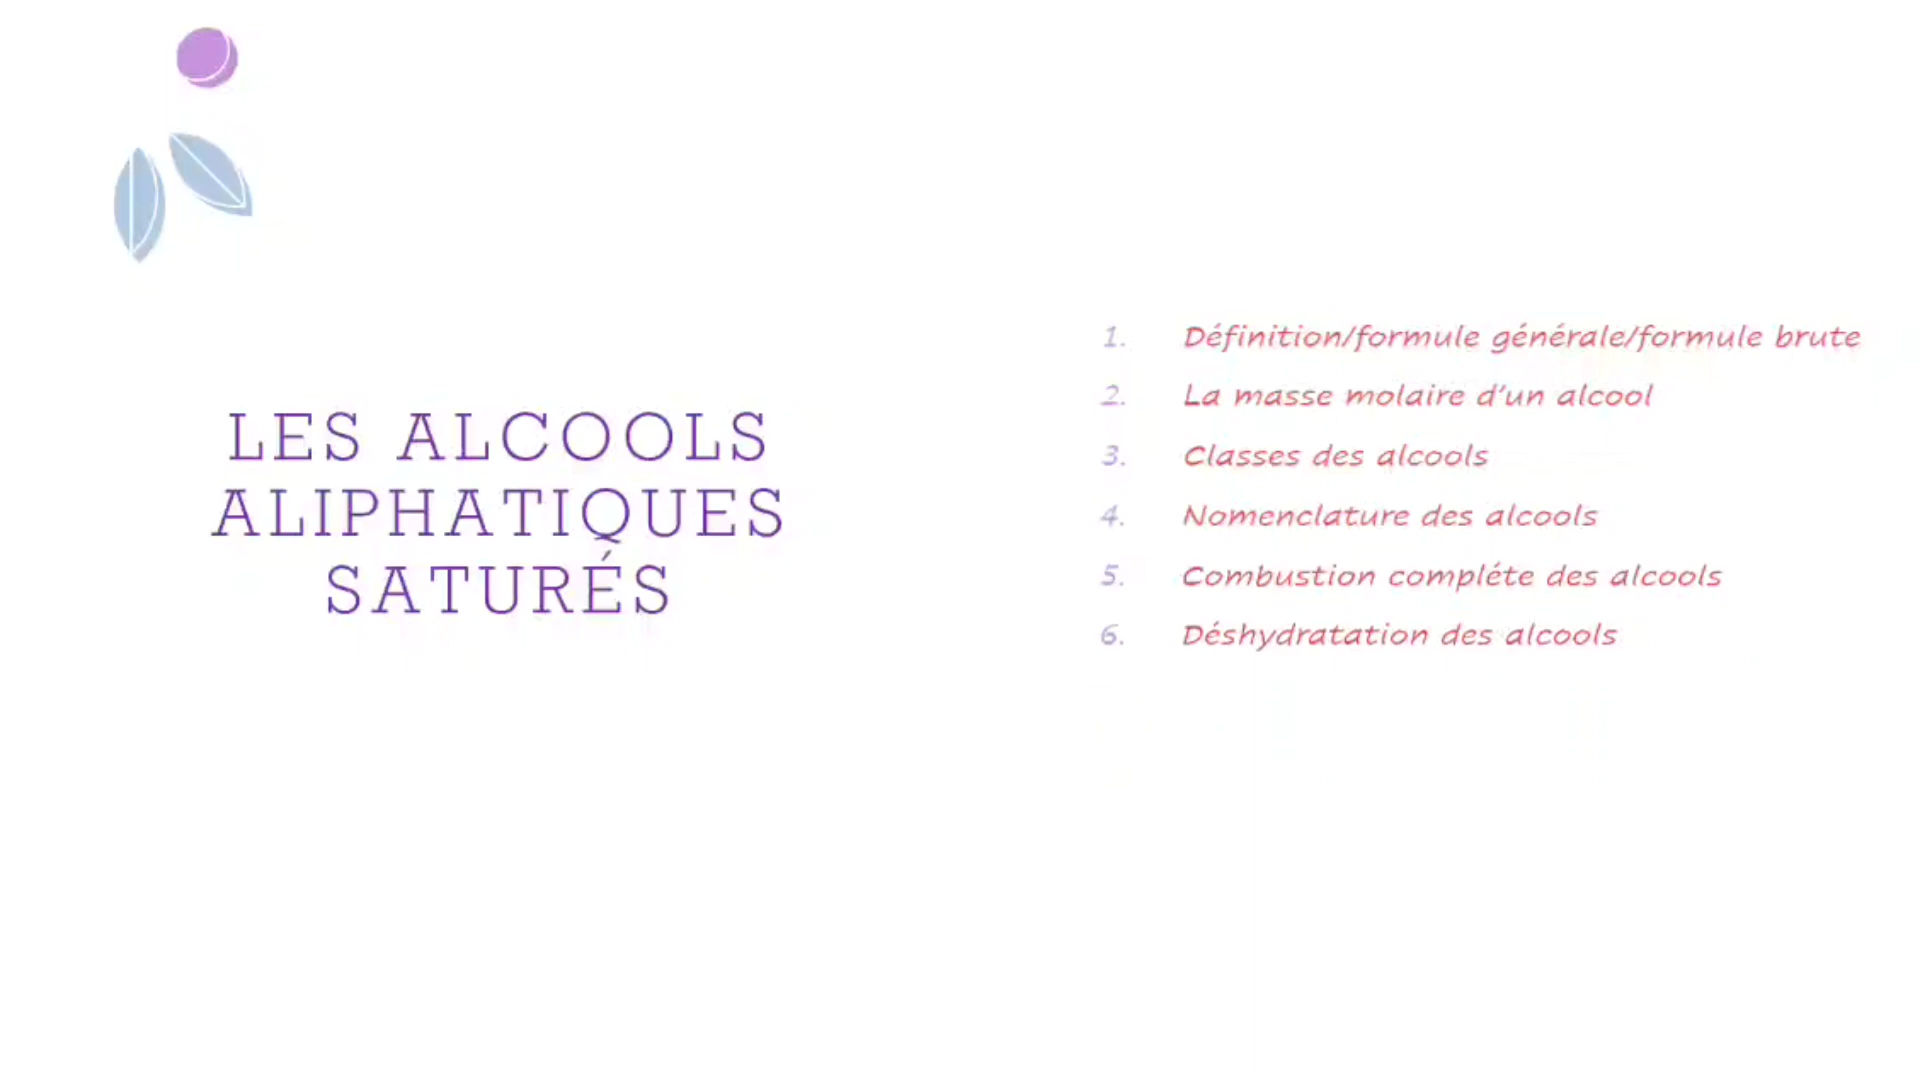 LES ALCOOLS
ALIPHATIQUES
SATURÉS
1. Définition/formule générale/formule brute
2. La masse molaire d'un alcool
3. Classes des alcools
4. Nomenclature des alcools
5. Combustion compléte des alcools
6. Déshydratation des alcools